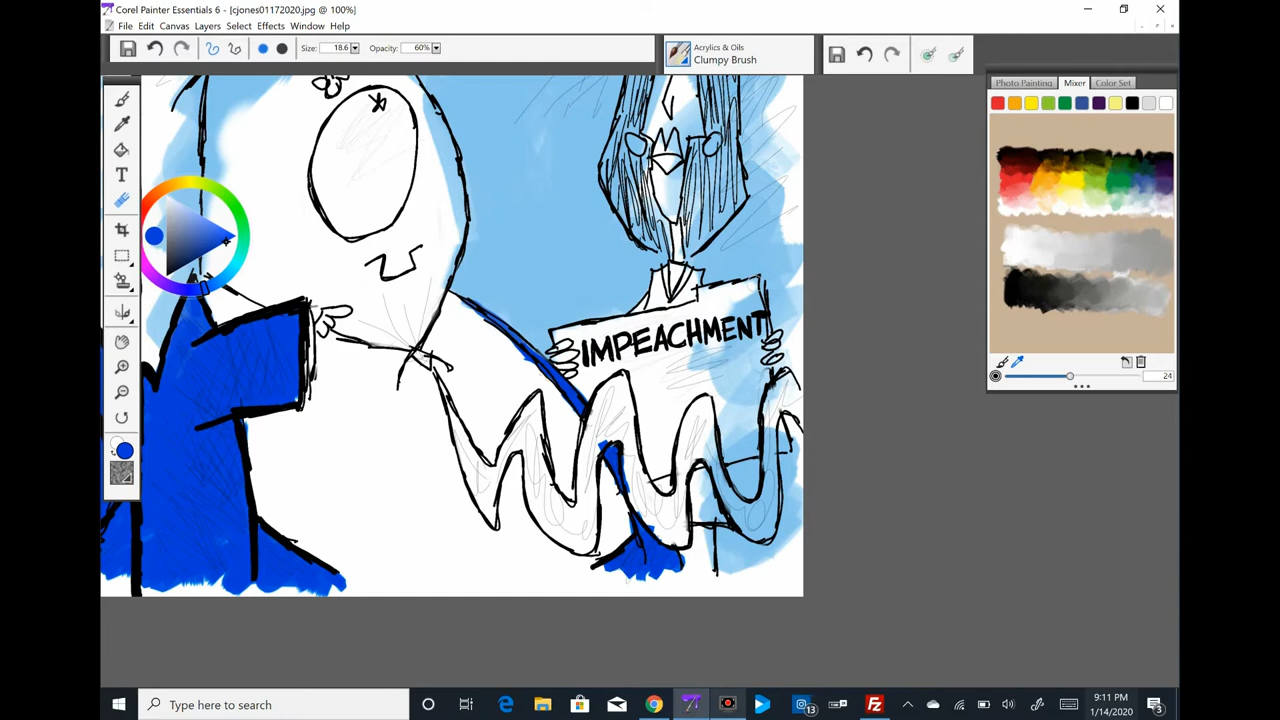 Corel Painter Essentials 6 - [cjones01172020.jpg @ 100%]
File Edit Canvas Layers Select Effects Window Help
Size: 18.6 Opacity: 60%
Acrylics & Oils
Clumpy Brush
Photo Painting Mixer Color Set
T
IMPEACHMENT
24
Type here to search
13
9:11 PM
1/14/2020
3